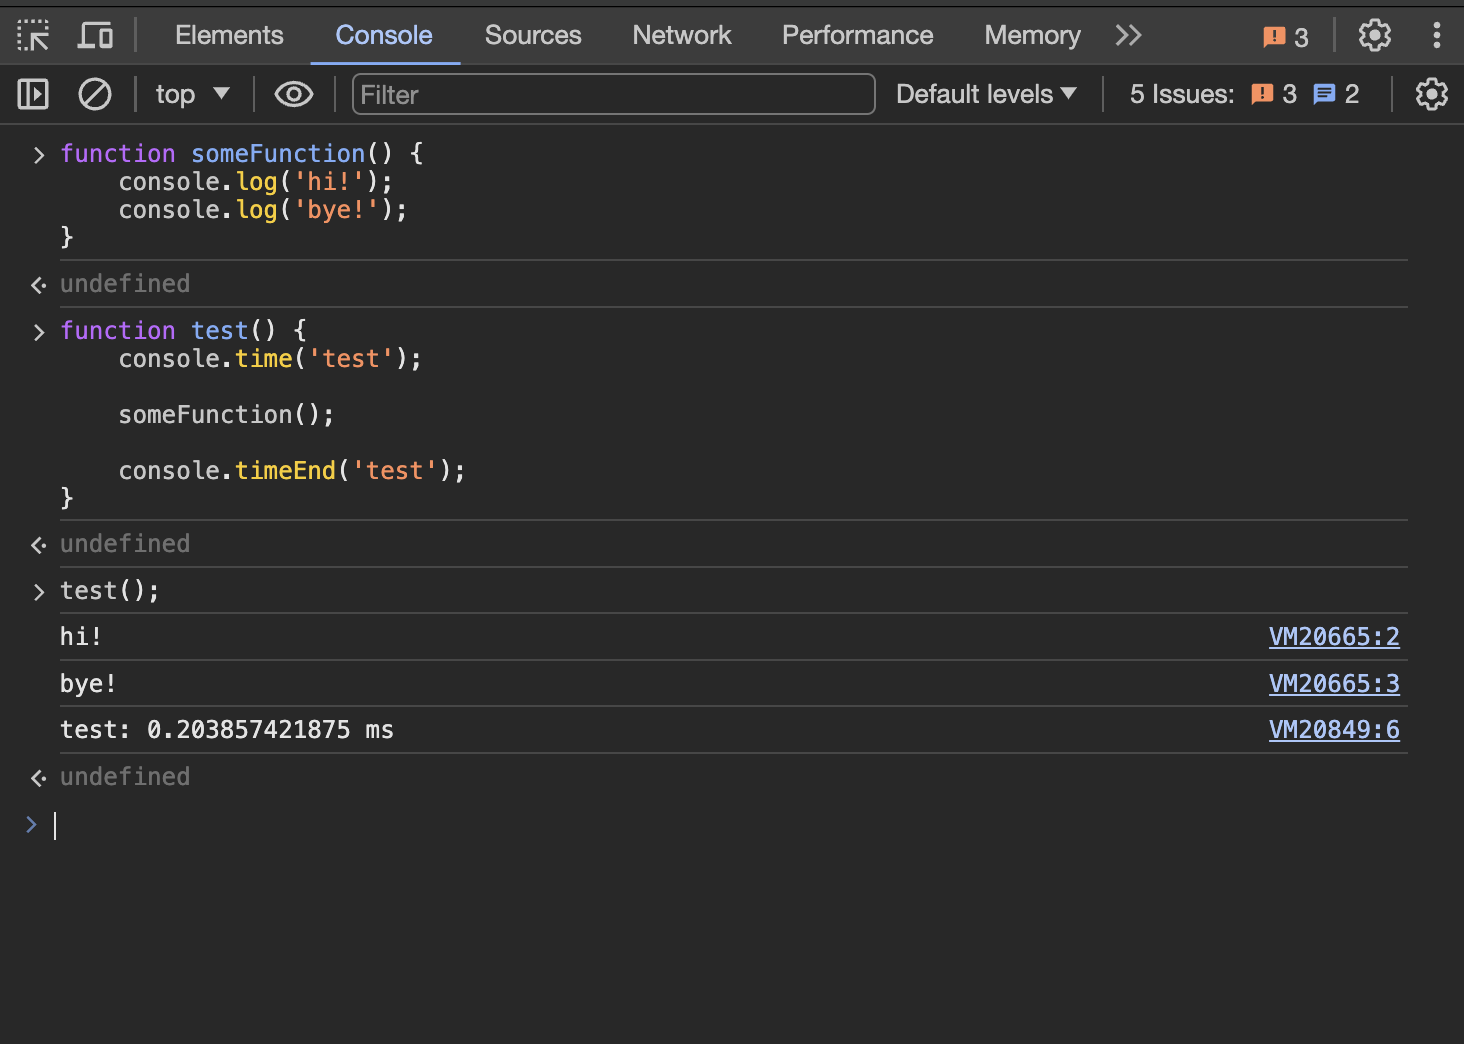 Elements Console Sources Network Performance Memory 3
top Filter Default levels 5 Issues: 3 2
function someFunction() {
    console.log('hi!');
    console.log('bye!');
}
undefined
function test() {
    console.time('test');
    someFunction();
    console.timeEnd('test');
}
undefined
test();
hi! VM20665:2
bye! VM20665:3
test: 0.203857421875 ms VM20849:6
undefined